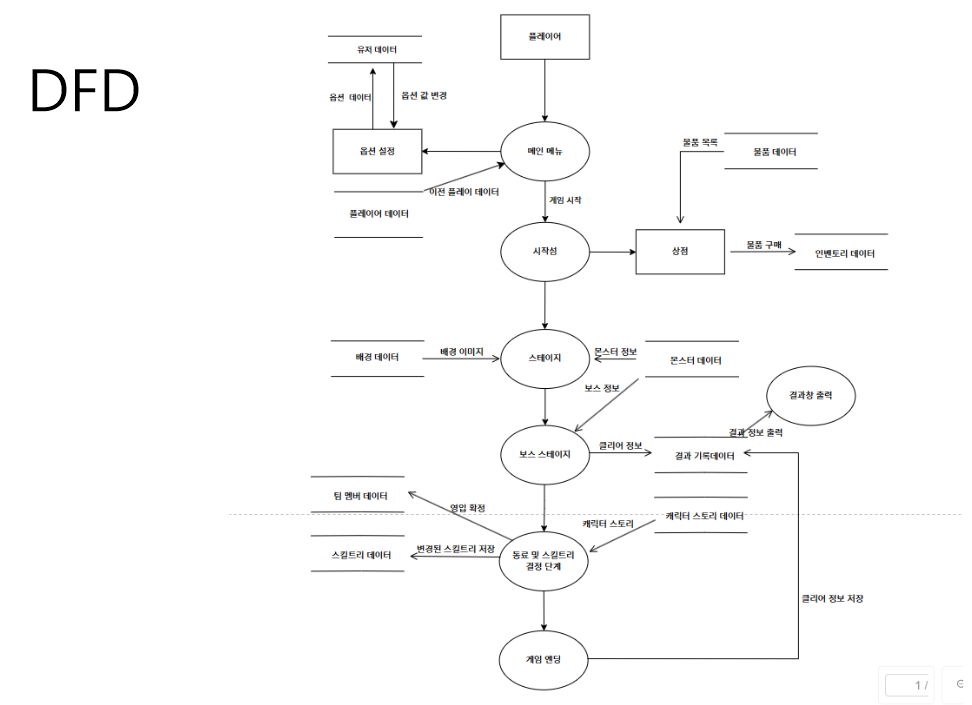 DFD
플레이어
유저 데이터
옵션 데이터
옵션 값 변경
옵션 설정
메인 메뉴
물품 목록
물품 데이터
이전 플레이 데이터
게임 시작
플레이어 데이터
시작섬
상점
물품 구매
인벤토리 데이터
배경 데이터
배경 이미지
스테이지
몬스터 정보
몬스터 데이터
보스 정보
결과창 출력
결과 정보 출력
보스 스테이지
클리어 정보
결과 기록데이터
팀 멤버 데이터
영입 확정
캐릭터 스토리
캐릭터 스토리 데이터
스킬트리 데이터
변경된 스킬트리 저장
동료 및 스킬트리
결정 단계
클리어 정보 저장
게임 엔딩
1 /